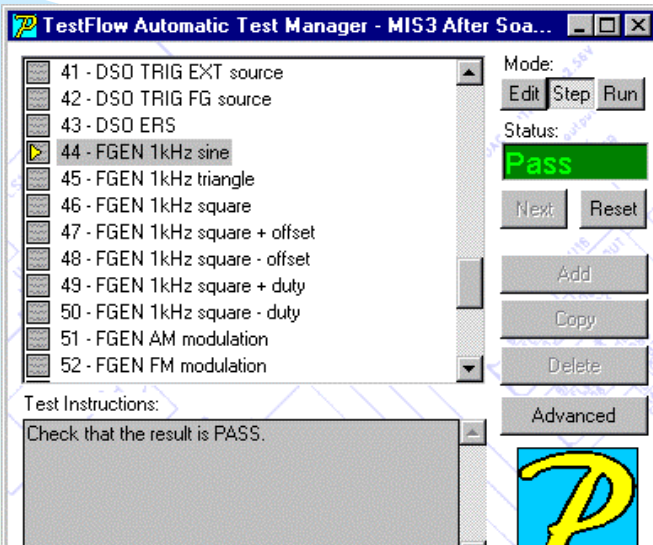 TestFlow Automatic Test Manager - MIS3 After Soa...
41 - DSO TRIG EXT source
42 - DSO TRIG FG source
43 - DSO ERS
44 - FGEN 1kHz sine
45 - FGEN 1kHz triangle
46 - FGEN 1kHz square
47 - FGEN 1kHz square + offset
48 - FGEN 1kHz square - offset
49 - FGEN 1kHz square + duty
50 - FGEN 1kHz square - duty
51 - FGEN AM modulation
52 - FGEN FM modulation
Mode:
Edit Step Run
Status:
Pass
Next Reset
Add
Copy
Delete
Advanced
Test Instructions:
Check that the result is PASS.